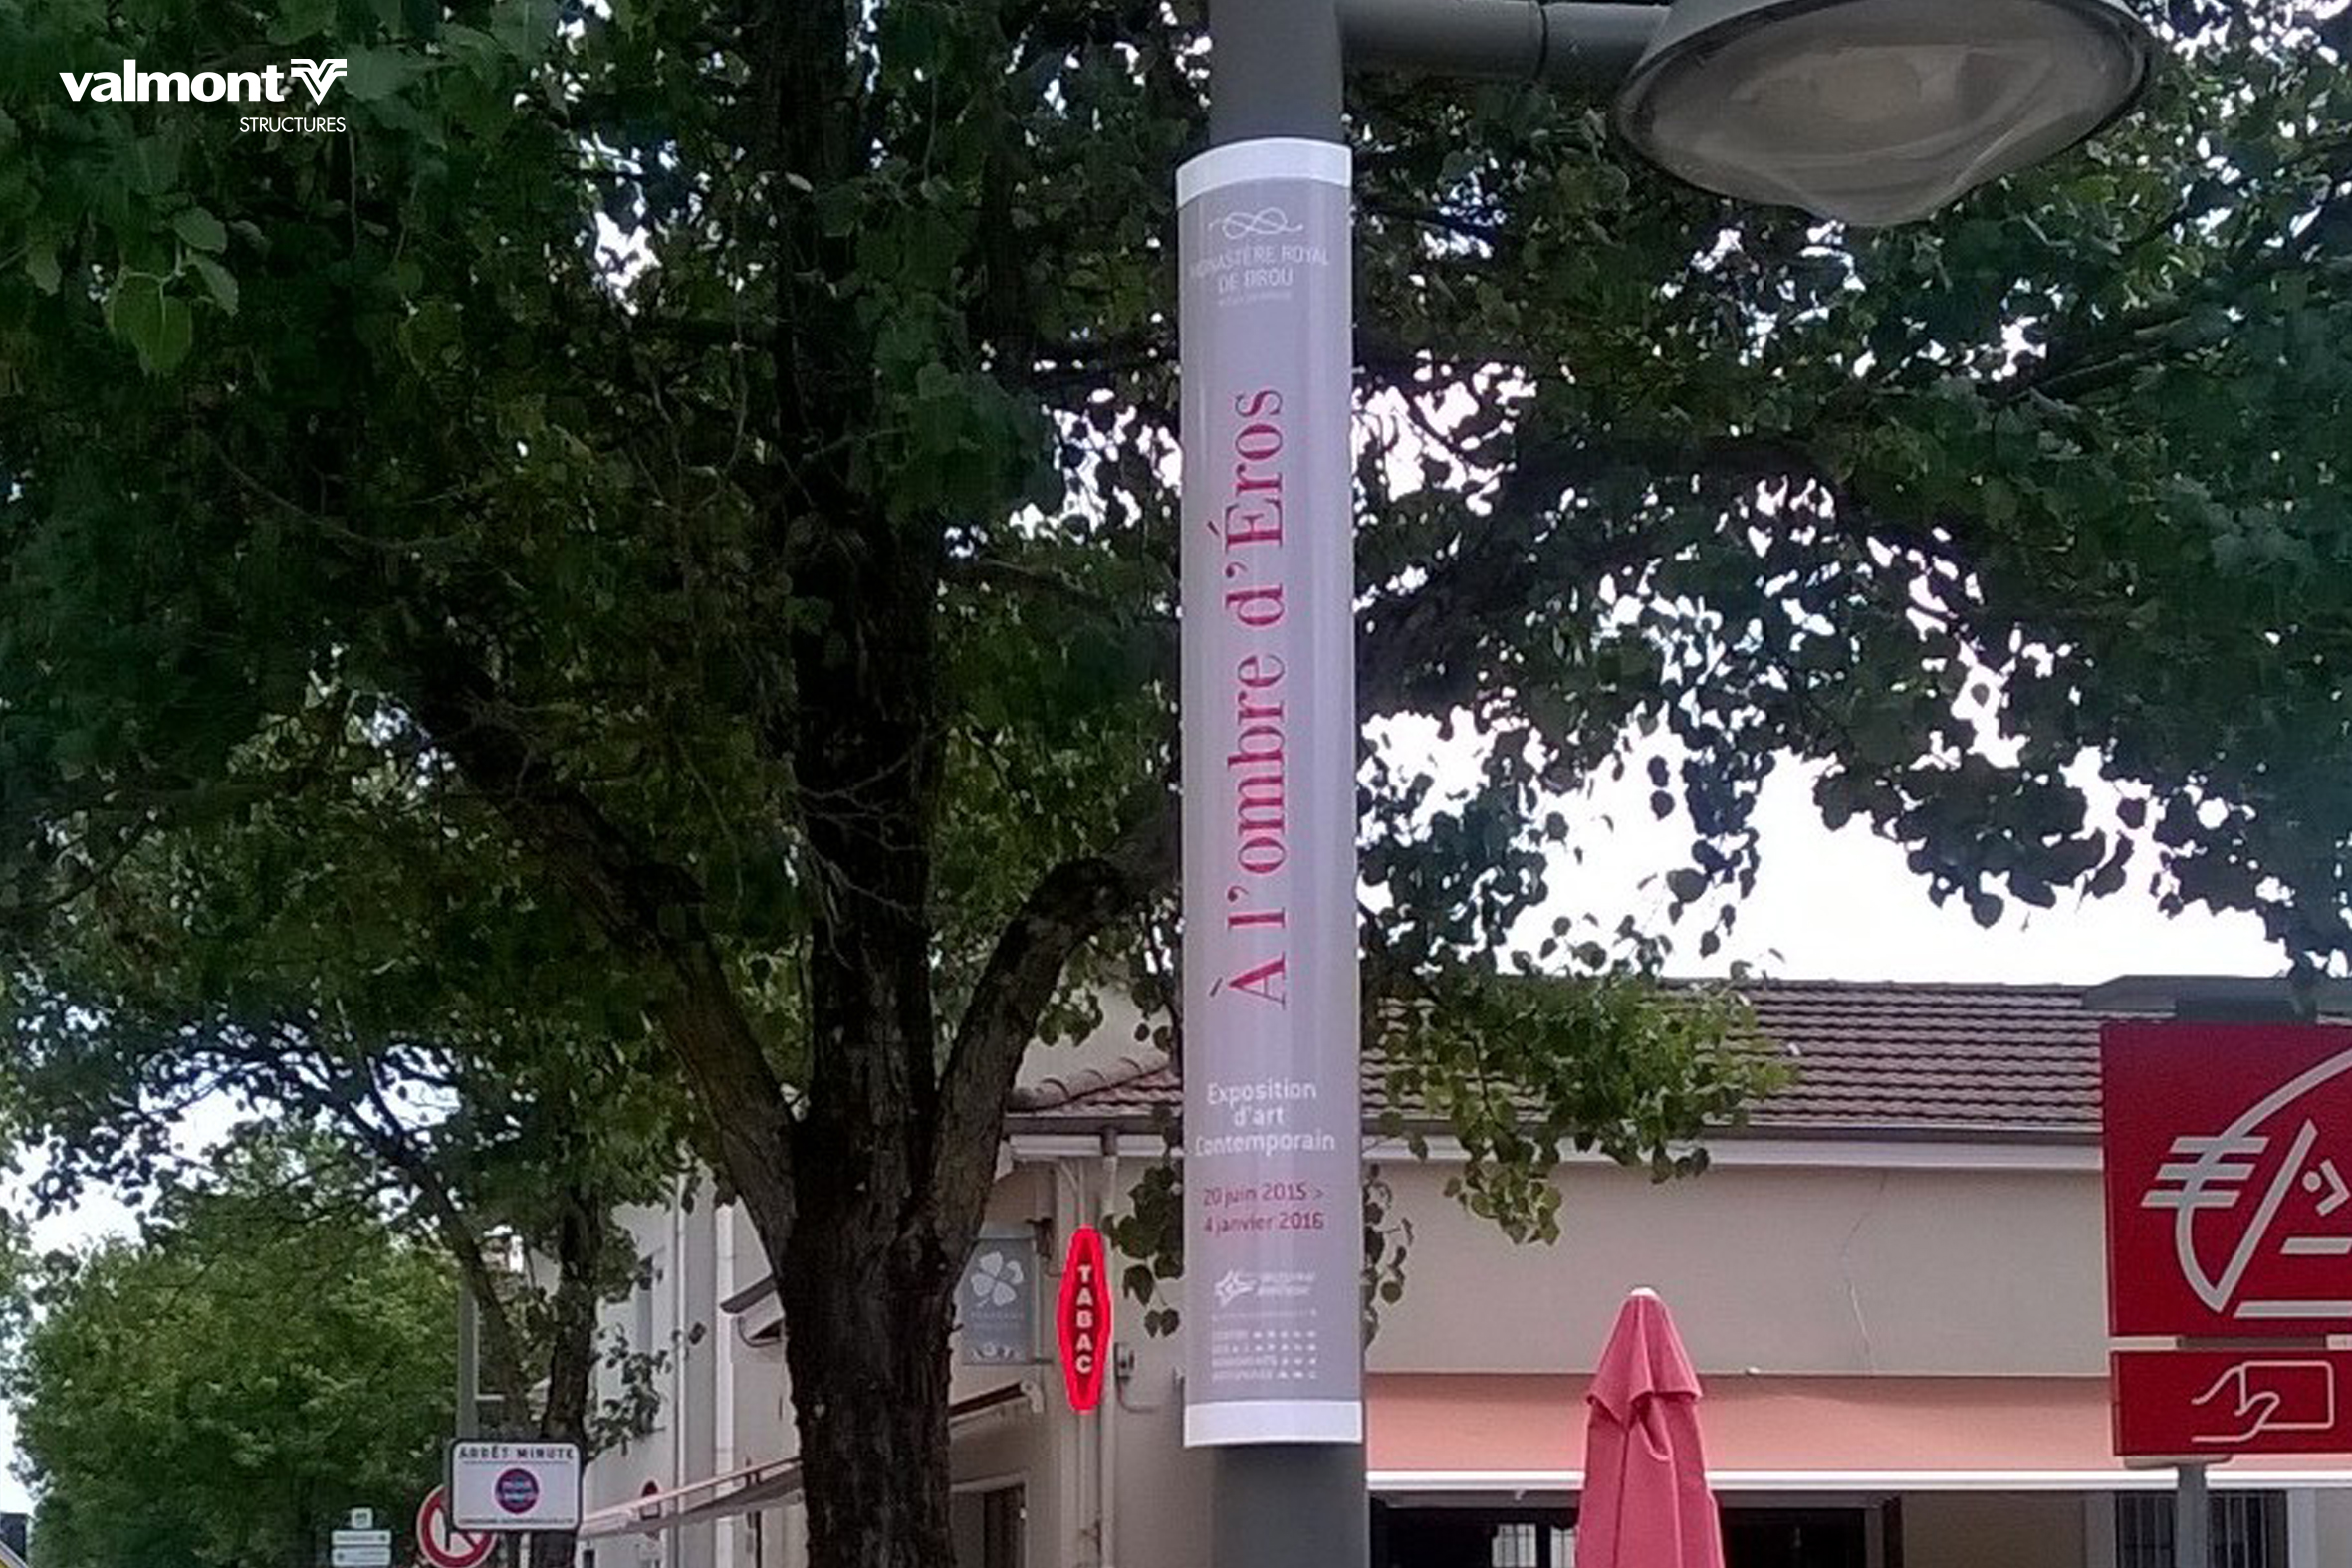 valmont
STRUCTURES
MONASTÈRE ROYAL
DE BROU
À l'ombre d'Éros
Exposition
d'art
Contemporain
20 juin 2015 >
4 janvier 2016
TABAC
ARRÊT MINUTE